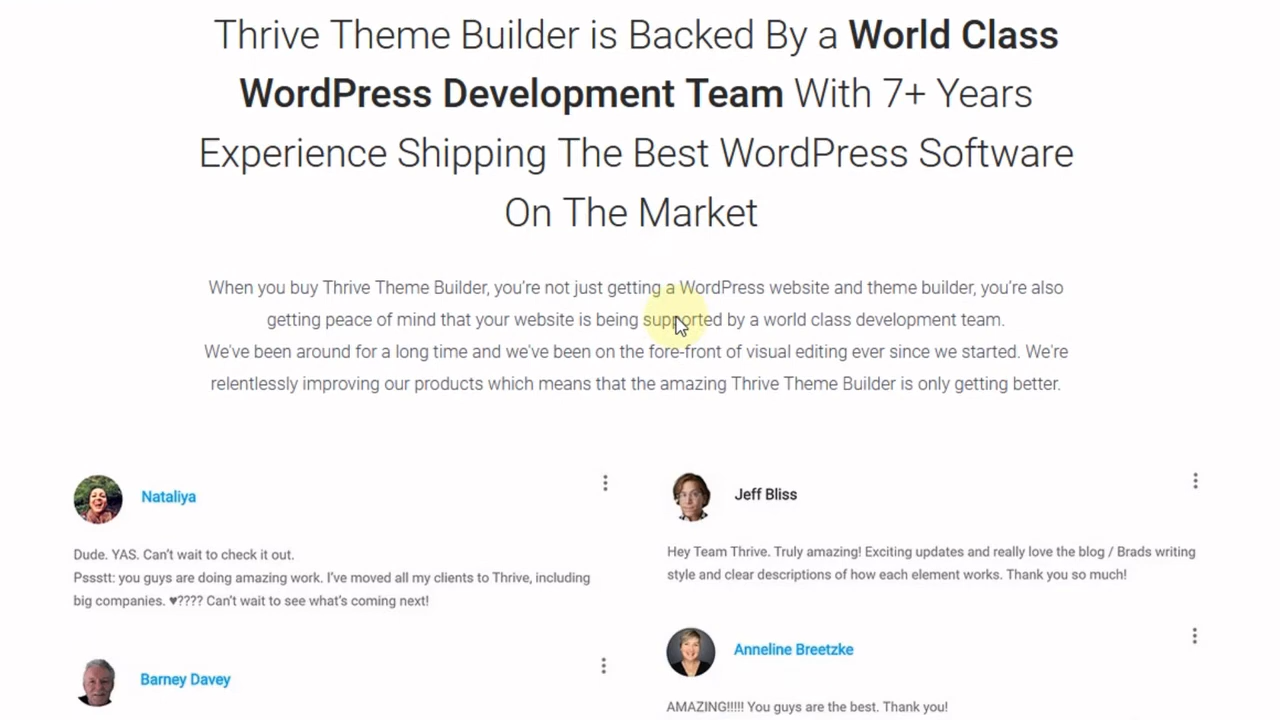 Thrive Theme Builder is Backed By a World Class
WordPress Development Team With 7+ Years
Experience Shipping The Best WordPress Software
On The Market
When you buy Thrive Theme Builder, you're not just getting a WordPress website and theme builder, you're also
getting peace of mind that your website is being supported by a world class development team.
We've been around for a long time and we've been on the fore-front of visual editing ever since we started. We're
relentlessly improving our products which means that the amazing Thrive Theme Builder is only getting better.
Nataliya
Dude. YAS. Can't wait to check it out.
Pssstt: you guys are doing amazing work. I've moved all my clients to Thrive, including
big companies. ♥???? Can't wait to see what's coming next!
Barney Davey
Jeff Bliss
Hey Team Thrive. Truly amazing! Exciting updates and really love the blog / Brads writing
style and clear descriptions of how each element works. Thank you so much!
Anneline Breetzke
AMAZING!!!!! You guys are the best. Thank you!